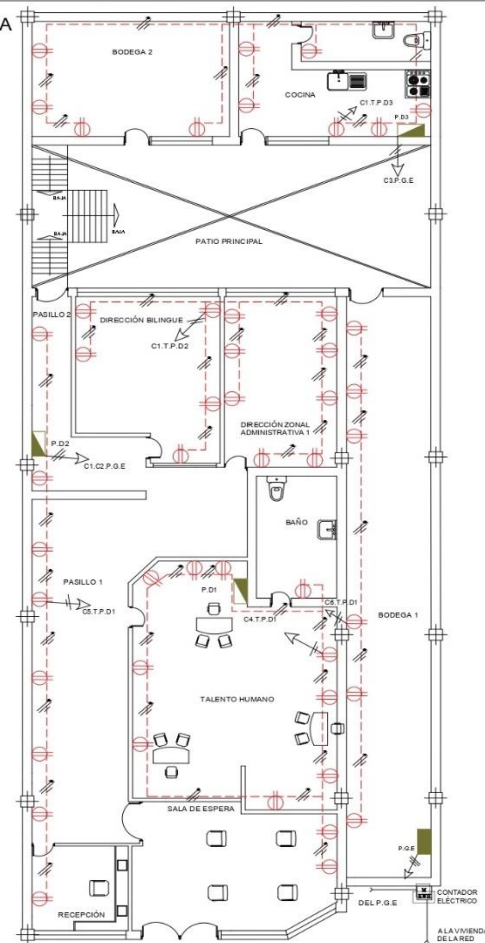 A
BODEGA 2
COCINA
C1.T.P.D3
P.D3
C3.P.G.E
BAJA
BAJA
BAJA
PATIO PRINCIPAL
PASILLO 2
DIRECCIÓN BILINGUE
C1.T.P.D2
DIRECCIÓN ZONAL
ADMINISTRATIVA 1
P.D2
C1.C2.P.G.E
BAÑO
PASILLO 1
P.D1
C5.T.P.D1
C4.T.P.D1
C6.T.P.D1
BODEGA 1
TALENTO HUMANO
SALA DE ESPERA
P.G.E
RECEPCIÓN
DEL P.G.E
CONTADOR
ELÉCTRICO
A LA VIVIENDA
DE LA RED